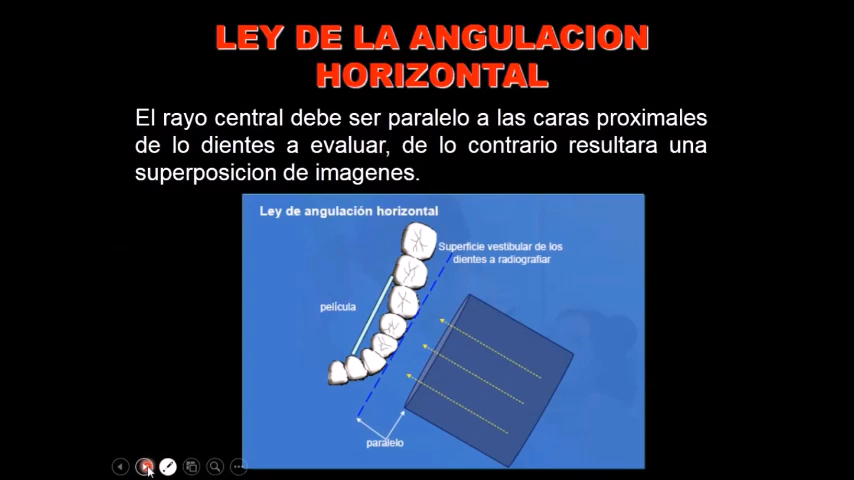 LEY DE LA ANGULACION
HORIZONTAL
El rayo central debe ser paralelo a las caras proximales
de lo dientes a evaluar, de lo contrario resultara una
superposicion de imagenes.
Ley de angulación horizontal
Superficie vestibular de los
dientes a radiografiar
película
paralelo